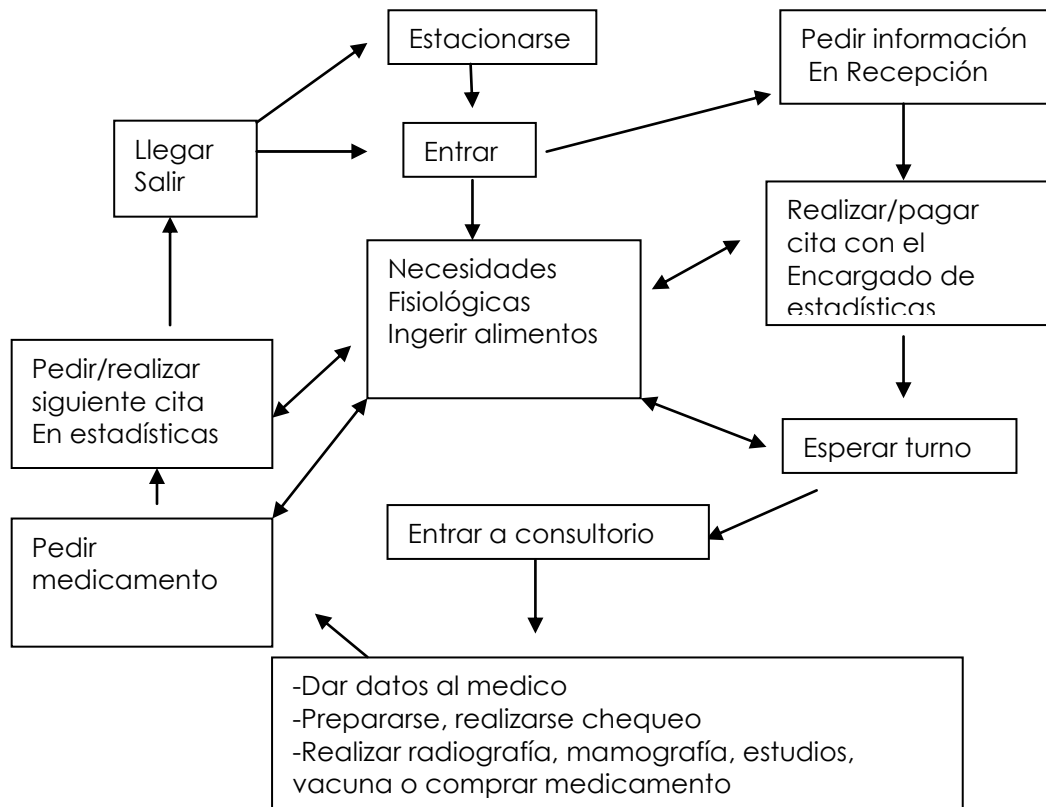 Estacionarse
Pedir información
En Recepción
Llegar
Salir
Entrar
Realizar/pagar
cita con el
Encargado de
estadísticas
Necesidades
Fisiológicas
Ingerir alimentos
Pedir/realizar
siguiente cita
En estadísticas
Esperar turno
Entrar a consultorio
Pedir
medicamento
-Dar datos al medico
-Prepararse, realizarse chequeo
-Realizar radiografía, mamografía, estudios,
vacuna o comprar medicamento